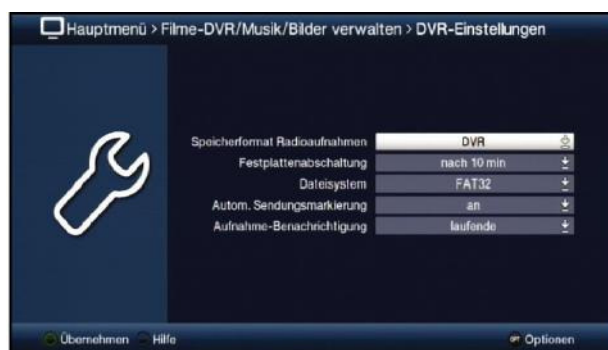 Hauptmenü > Filme-DVR/Musik/Bilder verwalten > DVR-Einstellungen
Speicherformat Radioaufnahmen DVR
Festplattenabschaltung nach 10 min
Dateisystem FAT32
Autom. Sendungsmarkierung an
Aufnahme-Benachrichtigung laufende
Übernehmen Hilfe OPT Optionen